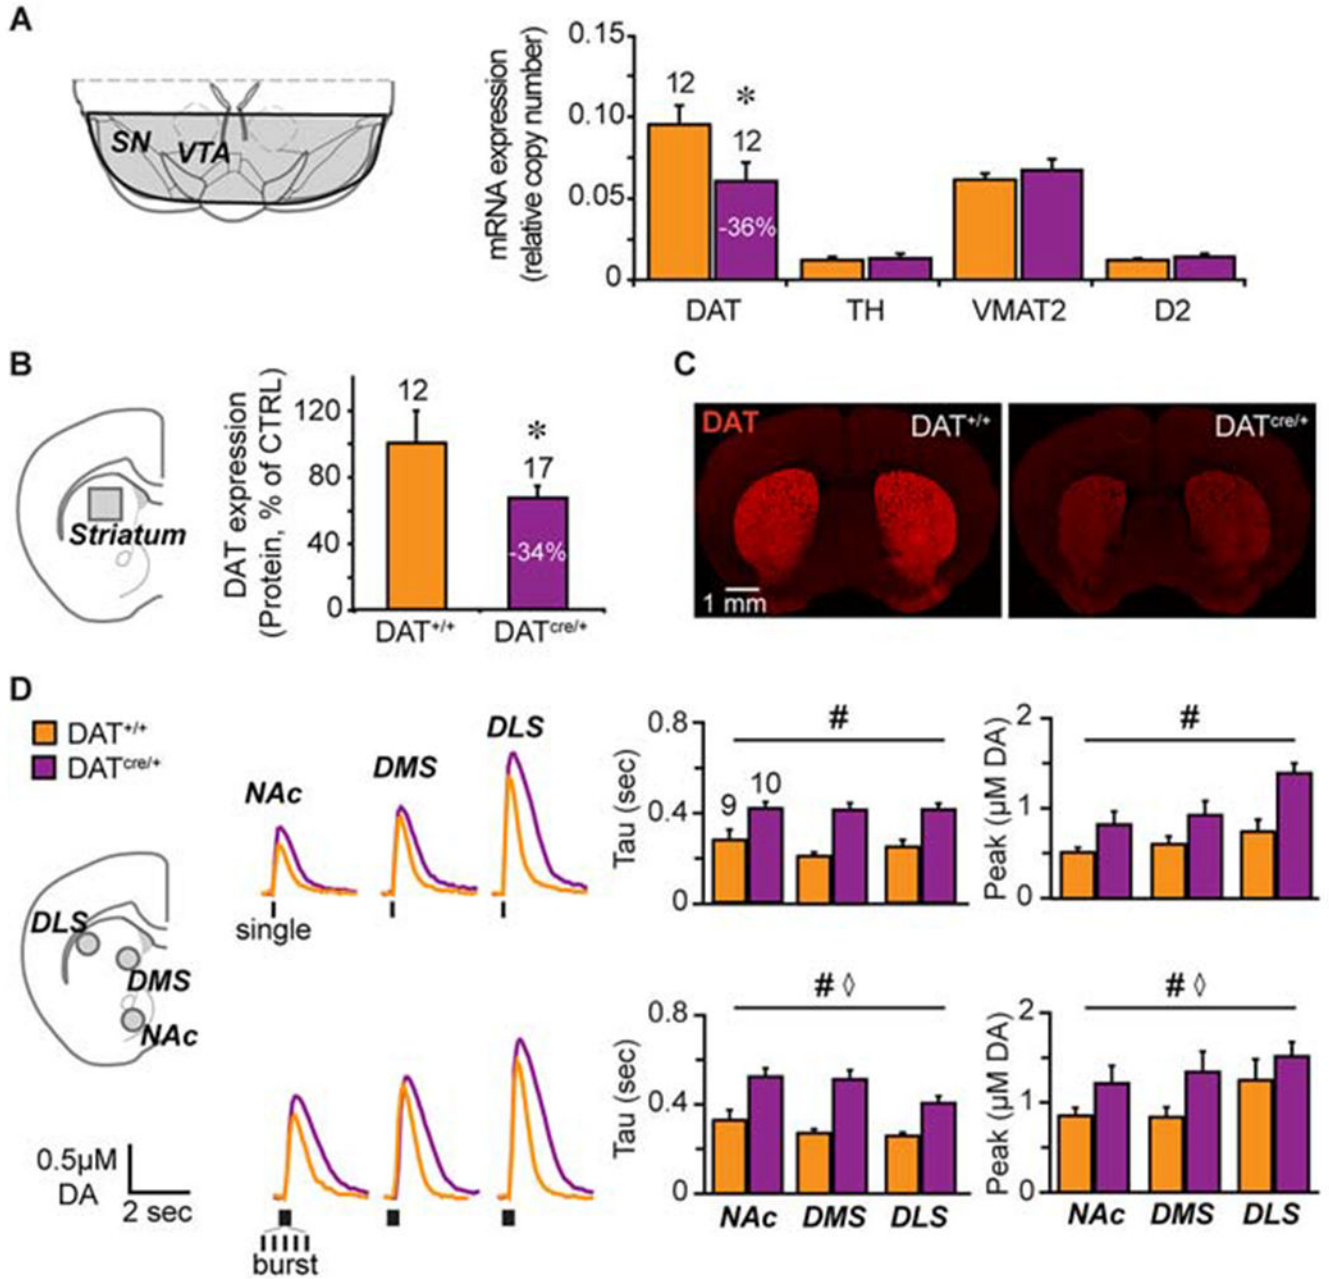 A
SN VTA
mRNA expression
(relative copy number)
0.15
0.10
0.05
0
12
*
12
-36%
DAT TH VMAT2 D2
B
Striatum
DAT expression
(Protein, % of CTRL)
120
80
40
0
12
*
17
-34%
DAT+/+ DATcre/+
C
DAT DAT+/+ DATcre/+
1 mm
D
DAT+/+
DATcre/+
DLS
DMS
NAc
NAc DMS DLS
single
Tau (sec)
0.8
0.4
0
#
9 10
Peak (µM DA)
2
1
0
#
0.5µM
DA
2 sec
burst
Tau (sec)
0.8
0.4
0
# ◊
NAc DMS DLS
Peak (µM DA)
2
1
0
# ◊
NAc DMS DLS